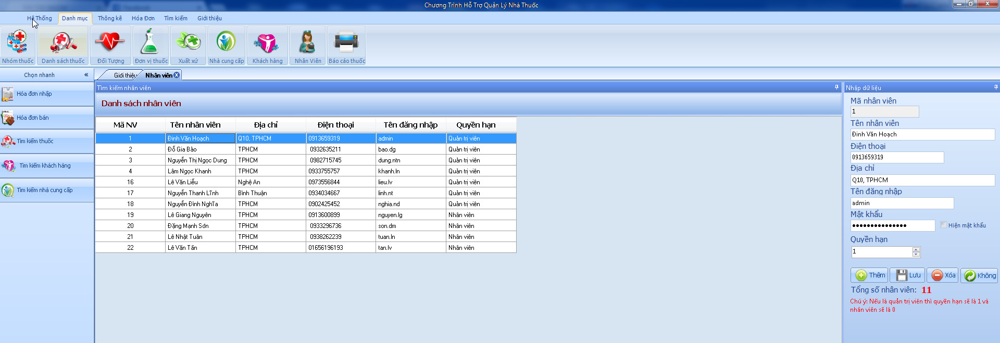 Chương Trình Hỗ Trợ Quản Lý Nhà Thuốc
Hệ Thống Danh mục Thông kê Hóa Đơn Tìm kiếm Giới thiệu
Nhóm thuốc Danh sách thuốc Đối Tượng Đơn vị thuốc Xuất xứ Nhà cung cấp Khách hàng Nhân Viên Báo cáo thuốc
Chọn nhanh «
Hóa đơn nhập
Hóa đơn bán
Tìm kiếm thuốc
Tìm kiếm khách hàng
Tìm kiếm nhà cung cấp
Giới thiệu Nhân viên
Tìm kiếm nhân viên
Danh sách nhân viên
Mã NV Tên nhân viên Địa chỉ Điện thoại Tên đăng nhập Quyền hạn
1 Đinh Văn Hoạch Q10, TPHCM 0913659319 admin Quản trị viên
2 Đỗ Gia Bảo TPHCM 0932635211 bao.dg Quản trị viên
3 Nguyễn Thị Ngọc Dung TPHCM 0982715745 dung.ntn Quản trị viên
4 Lâm Ngọc Khanh TPHCM 0933755757 khanh.ln Quản trị viên
16 Lê Văn Liễu Nghệ An 0973556844 lieu.lv Quản trị viên
17 Nguyễn Thanh Lĩnh Bình Thuận 0934034667 linh.nt Quản trị viên
18 Nguyễn Đình Nghĩa TPHCM 0902425452 nghia.nd Quản trị viên
19 Lê Giang Nguyên TPHCM 0913600899 nguyen.lg Nhân viên
20 Đặng Mạnh Sơn TPHCM 0933296736 son.dm Nhân viên
21 Lê Nhật Tuân TPHCM 0938262239 tuan.ln Nhân viên
22 Lê Văn Tấn TPHCM 01656196193 tan.lv Nhân viên
Nhập dữ liệu
Mã nhân viên
1
Tên nhân viên
Đinh Văn Hoạch
Điện thoại
0913659319
Địa chỉ
Q10, TPHCM
Tên đăng nhập
admin
Mật khẩu
●●●●●●●●●●●●●●● Hiện mật khẩu
Quyền hạn
1
Thêm Lưu Xóa Không
Tổng số nhân viên: 11
Chú ý: Nếu là quản trị viên thì quyền hạn sẽ là 1 và
nhân viên sẽ là 0